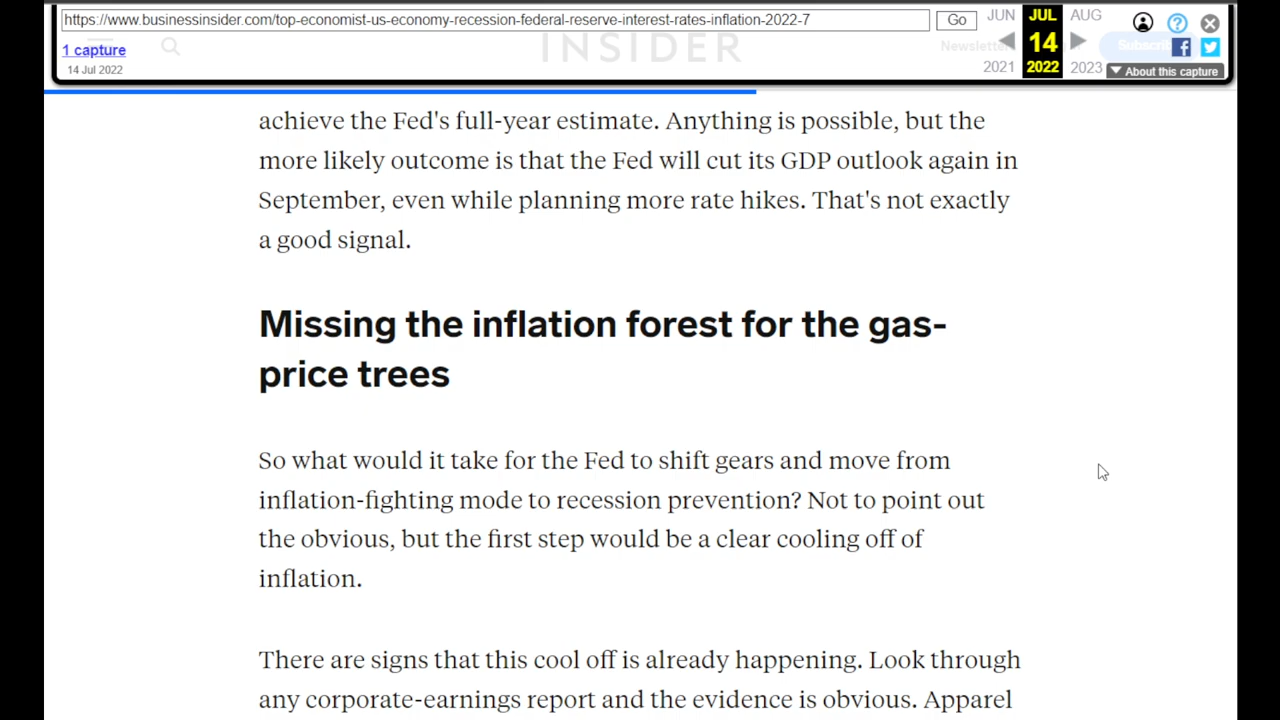 https://www.businessinsider.com/top-economist-us-economy-recession-federal-reserve-interest-rates-inflation-2022-7
Go
JUN JUL AUG
1 capture
14
14 Jul 2022
2021 2022 2023
About this capture
INSIDER
Newsletters
Subscribe
achieve the Fed's full-year estimate. Anything is possible, but the
more likely outcome is that the Fed will cut its GDP outlook again in
September, even while planning more rate hikes. That's not exactly
a good signal.
Missing the inflation forest for the gas-
price trees
So what would it take for the Fed to shift gears and move from
inflation-fighting mode to recession prevention? Not to point out
the obvious, but the first step would be a clear cooling off of
inflation.
There are signs that this cool off is already happening. Look through
any corporate-earnings report and the evidence is obvious. Apparel